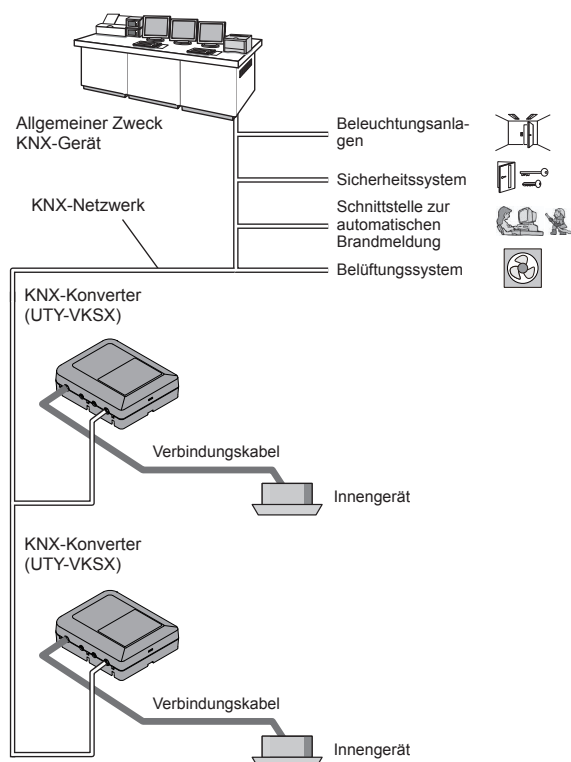 Allgemeiner Zweck
KNX-Gerät
Beleuchtungsanla-
gen
Sicherheitssystem
KNX-Netzwerk
Schnittstelle zur
automatischen
Brandmeldung
Belüftungssystem
KNX-Konverter
(UTY-VKSX)
Verbindungskabel
Innengerät
KNX-Konverter
(UTY-VKSX)
Verbindungskabel
Innengerät